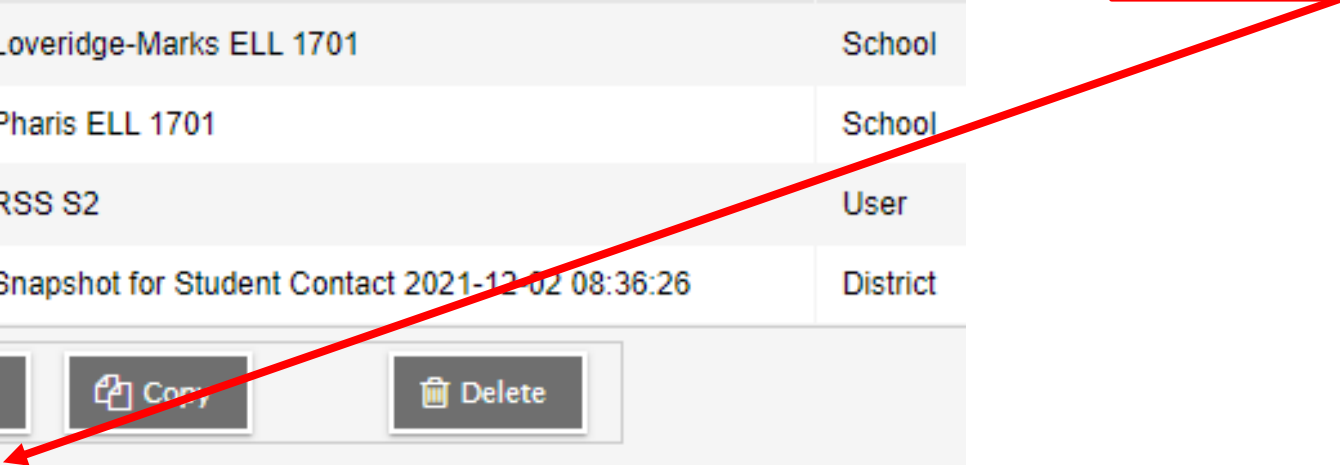 Loveridge-Marks ELL 1701 School
Pharis ELL 1701 School
RSS S2 User
Snapshot for Student Contact 2021-12-02 08:36:26 District
Copy Delete